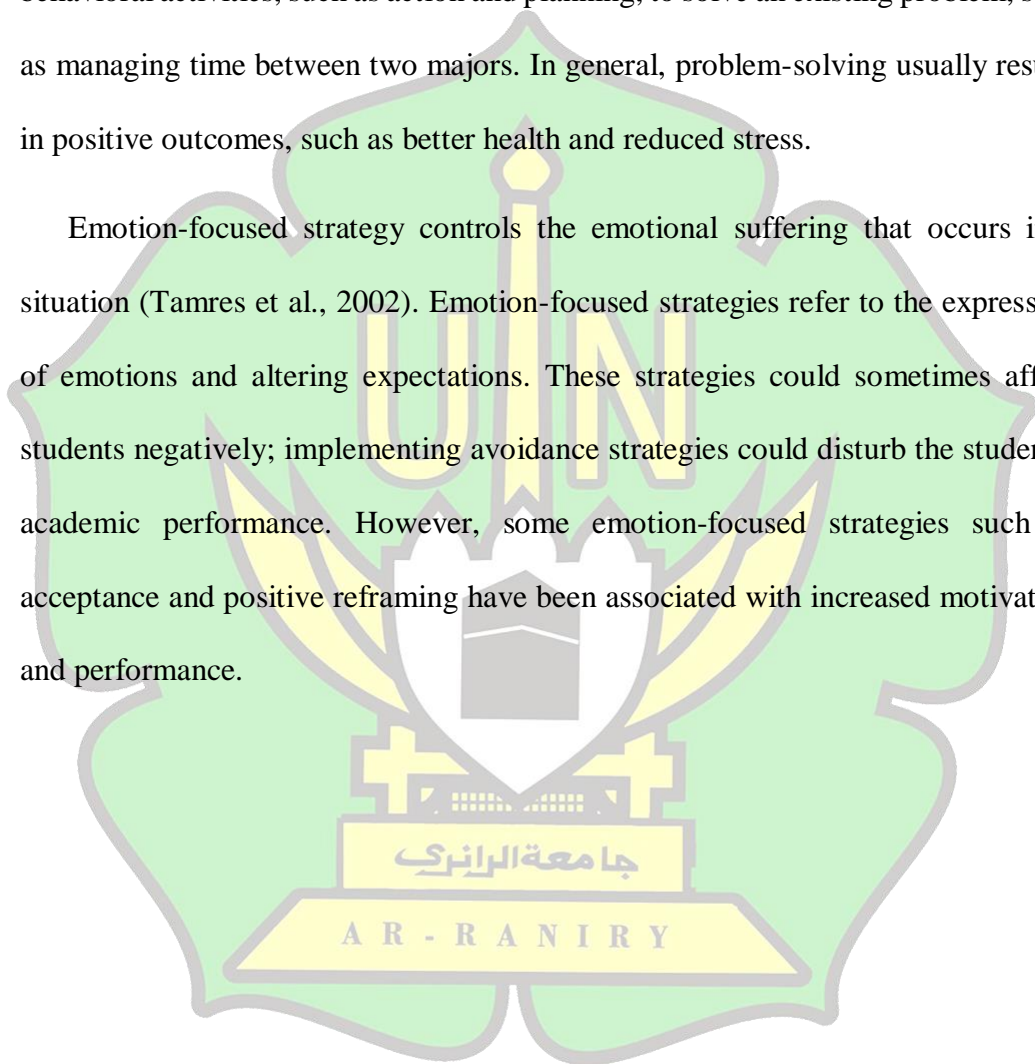 behavioral activities, such as action and planning, to solve an existing problem, s
as managing time between two majors. In general, problem-solving usually res
in positive outcomes, such as better health and reduced stress.
Emotion-focused strategy controls the emotional suffering that occurs i
situation (Tamres et al., 2002). Emotion-focused strategies refer to the express
of emotions and altering expectations. These strategies could sometimes aff
students negatively; implementing avoidance strategies could disturb the studen
academic performance. However, some emotion-focused strategies such
acceptance and positive reframing have been associated with increased motivat
and performance.
UIN
جامعة الرانري
AR-RANIRY